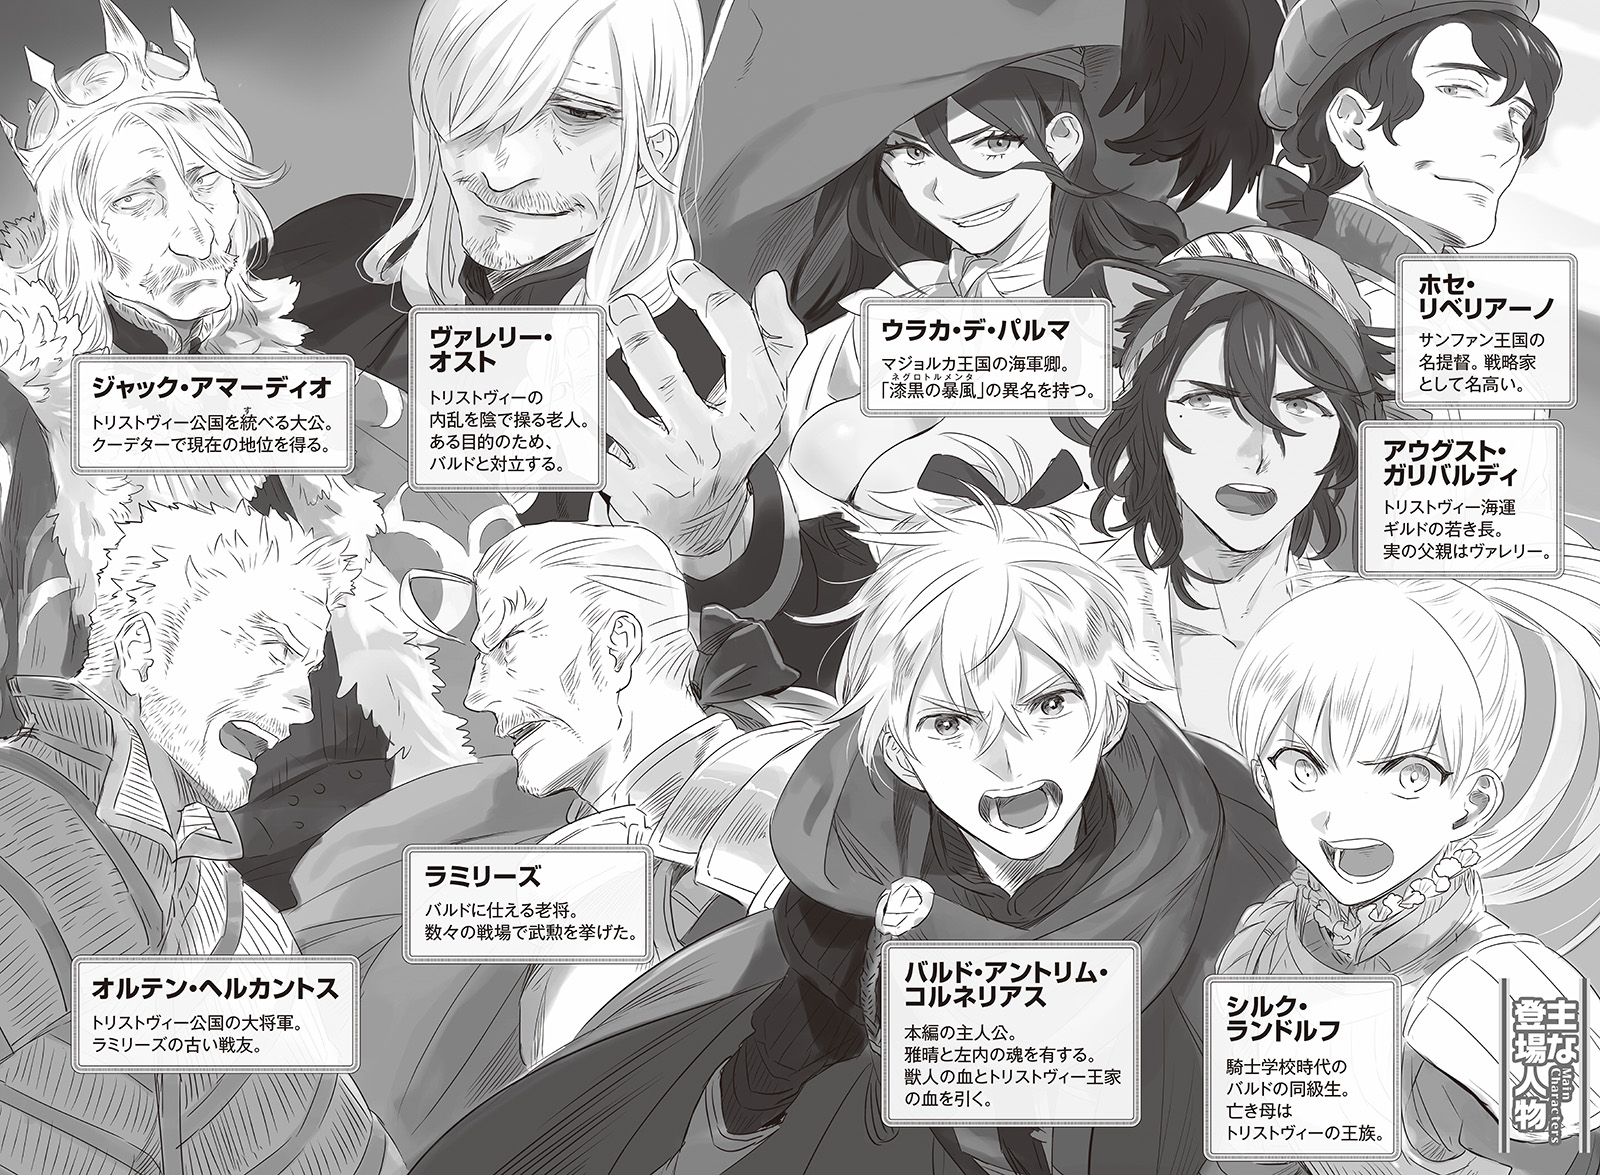 主な
登場人物
Main
Characters
ホセ・
リベリアーノ
サンファン王国の
名提督。戦略家
として名高い。
アウグスト・
ガリバルディ
トリストヴィー海運
ギルドの若き長。
実の父親はヴァレリー。
ウラカ・デ・パルマ
マジョルカ王国の海軍卿。
ネグロトルメンタ
「漆黒の暴風」の異名を持つ。
ヴァレリー・
オスト
トリストヴィーの
内乱を陰で操る老人。
ある目的のため、
バルドと対立する。
ジャック・アマーディオ
す
トリストヴィー公国を統べる大公。
クーデターで現在の地位を得る。
シルク・
ランドルフ
騎士学校時代の
バルドの同級生。
亡き母は
トリストヴィーの王族。
バルド・アントリム・
コルネリアス
本編の主人公。
雅晴と左内の魂を有する。
獣人の血とトリストヴィー王家
の血を引く。
ラミリーズ
バルドに仕える老将。
数々の戦場で武勲を挙げた。
オルテン・ヘルカントス
トリストヴィー公国の大将軍。
ラミリーズの古い戦友。